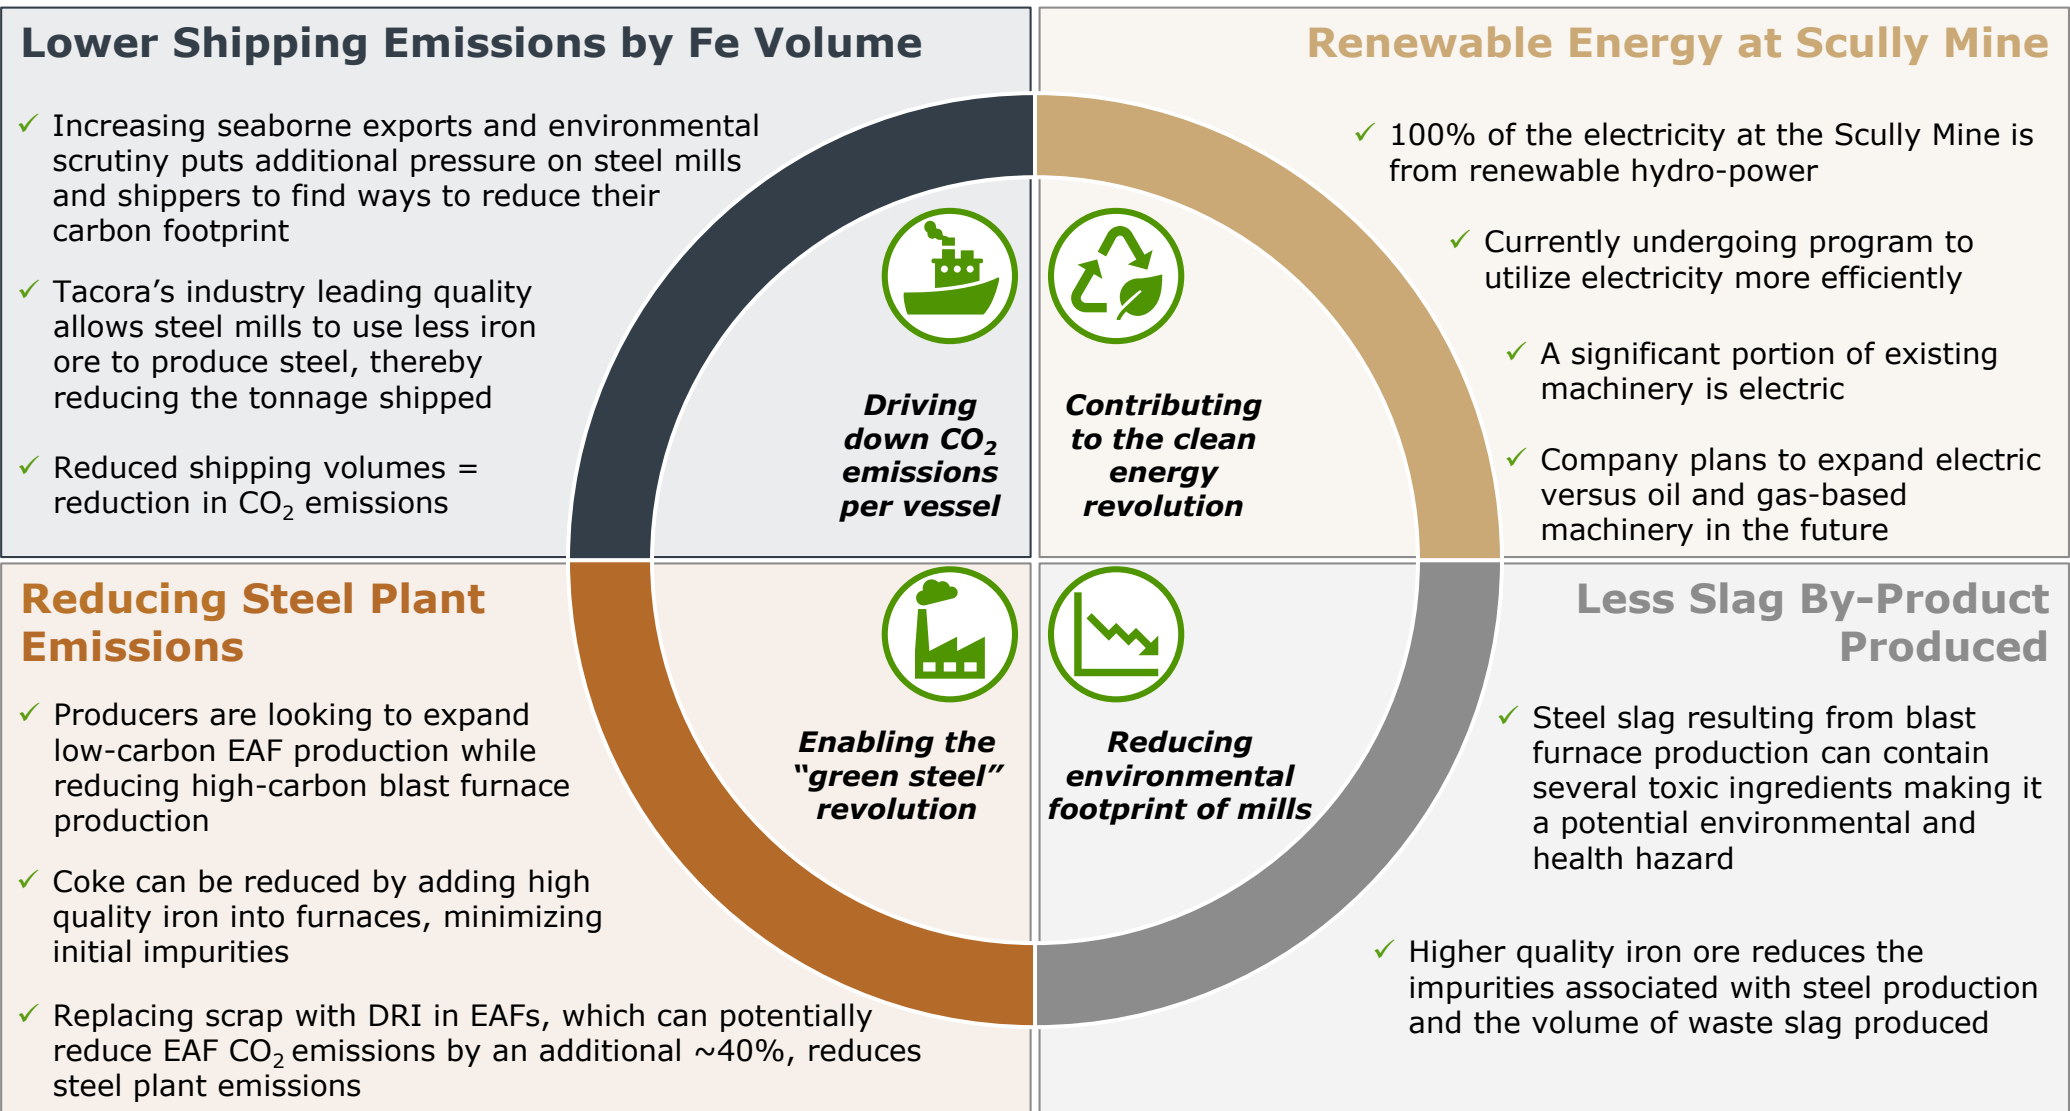 Lower Shipping Emissions by Fe Volume
Increasing seaborne exports and environmental
scrutiny puts additional pressure on steel mills
and shippers to find ways to reduce their
carbon footprint
Tacora’s industry leading quality
allows steel mills to use less iron
ore to produce steel, thereby
reducing the tonnage shipped
Reduced shipping volumes =
reduction in CO₂ emissions
Driving
down CO₂
emissions
per vessel
Renewable Energy at Scully Mine
100% of the electricity at the Scully Mine is
from renewable hydro-power
Currently undergoing program to
utilize electricity more efficiently
A significant portion of existing
machinery is electric
Company plans to expand electric
versus oil and gas-based
machinery in the future
Contributing
to the clean
energy
revolution
Reducing Steel Plant
Emissions
Producers are looking to expand
low-carbon EAF production while
reducing high-carbon blast furnace
production
Coke can be reduced by adding high
quality iron into furnaces, minimizing
initial impurities
Replacing scrap with DRI in EAFs, which can potentially
reduce EAF CO₂ emissions by an additional ~40%, reduces
steel plant emissions
Enabling the
“green steel”
revolution
Less Slag By-Product
Produced
Steel slag resulting from blast
furnace production can contain
several toxic ingredients making it
a potential environmental and
health hazard
Higher quality iron ore reduces the
impurities associated with steel production
and the volume of waste slag produced
Reducing
environmental
footprint of mills